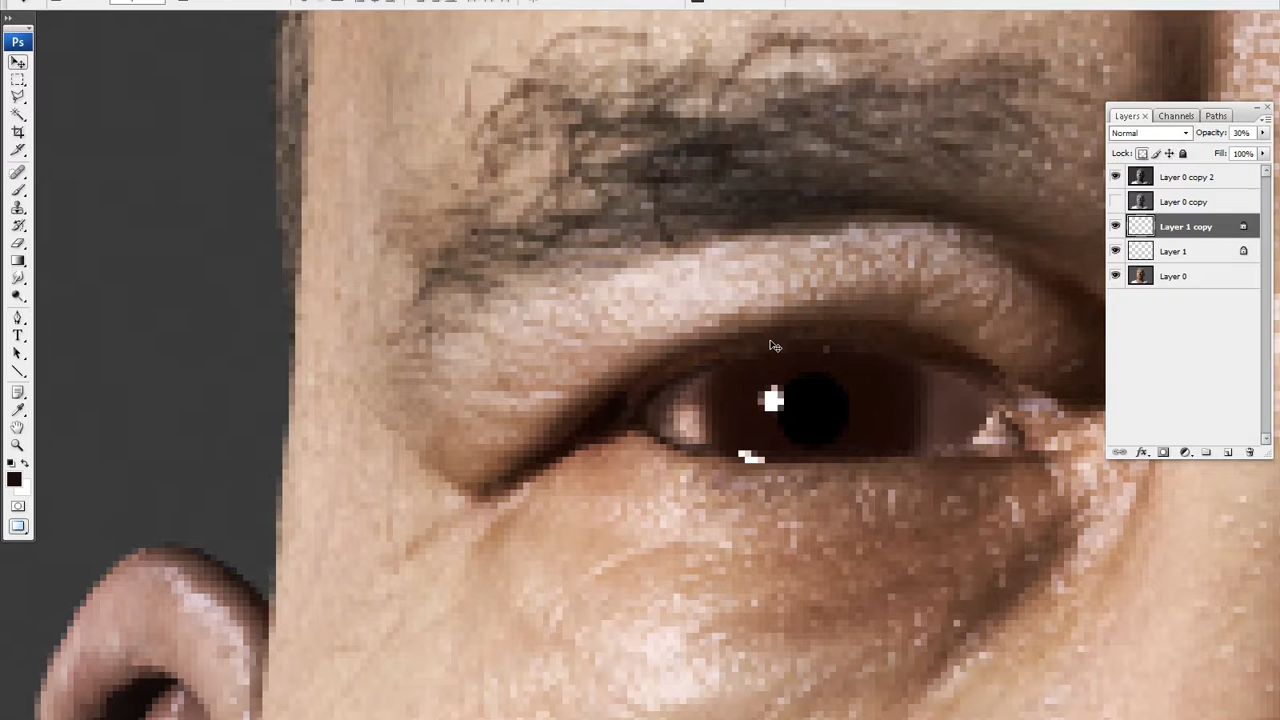 Ps
Layers × Channels Paths
Normal Opacity: 30%
Lock: Fill: 100%
Layer 0 copy 2
Layer 0 copy
Layer 1 copy
Layer 1
Layer 0
T
fx